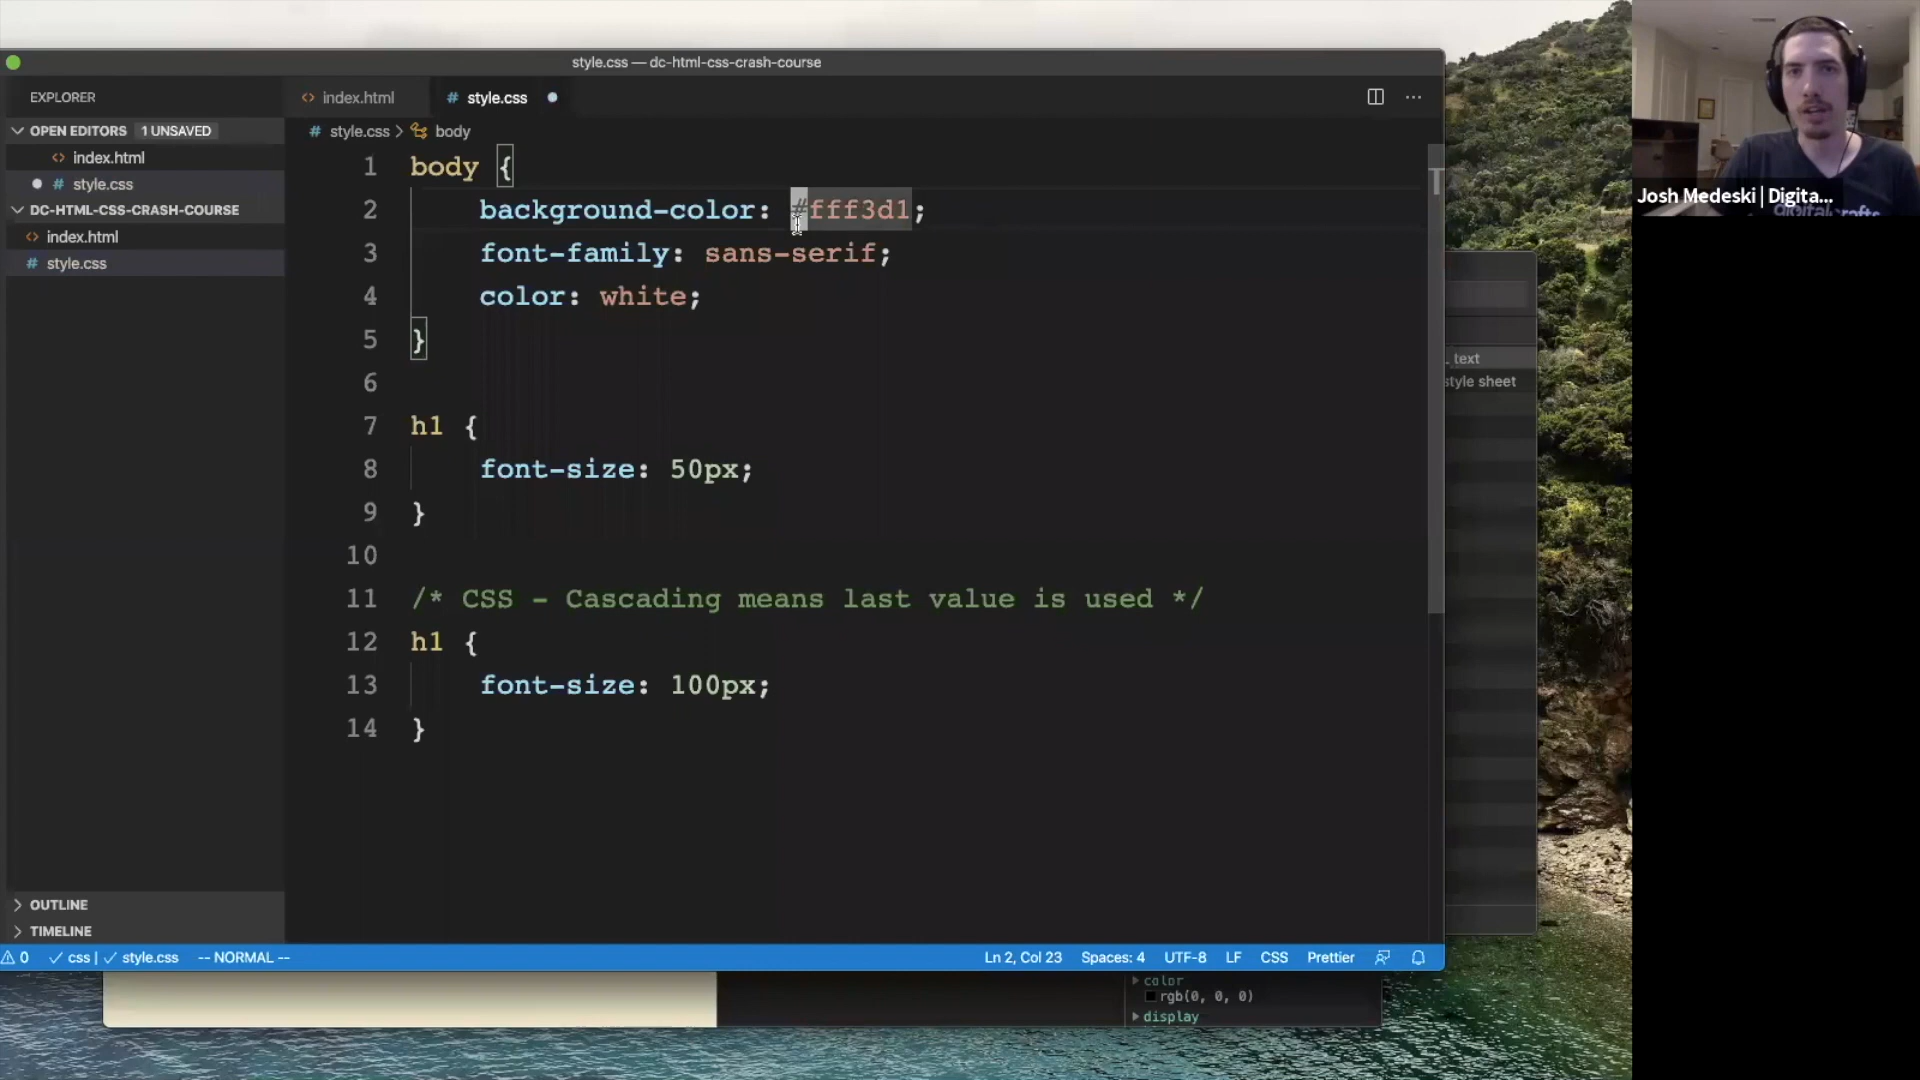 style.css — dc-html-css-crash-course
EXPLORER
OPEN EDITORS 1 UNSAVED
index.html
style.css
DC-HTML-CSS-CRASH-COURSE
index.html
style.css
OUTLINE
TIMELINE
<> index.html
# style.css
# style.css > body
1 body {
2 background-color: #fff3d1;
3 font-family: sans-serif;
4 color: white;
5 }
6
7 h1 {
8 font-size: 50px;
9 }
10
11 /* CSS - Cascading means last value is used */
12 h1 {
13 font-size: 100px;
14 }
0 css | style.css -- NORMAL -- Ln 2, Col 23 Spaces: 4 UTF-8 LF CSS Prettier
text
style sheet
color
rgb(0, 0, 0)
display
Josh Medeski | Digita...